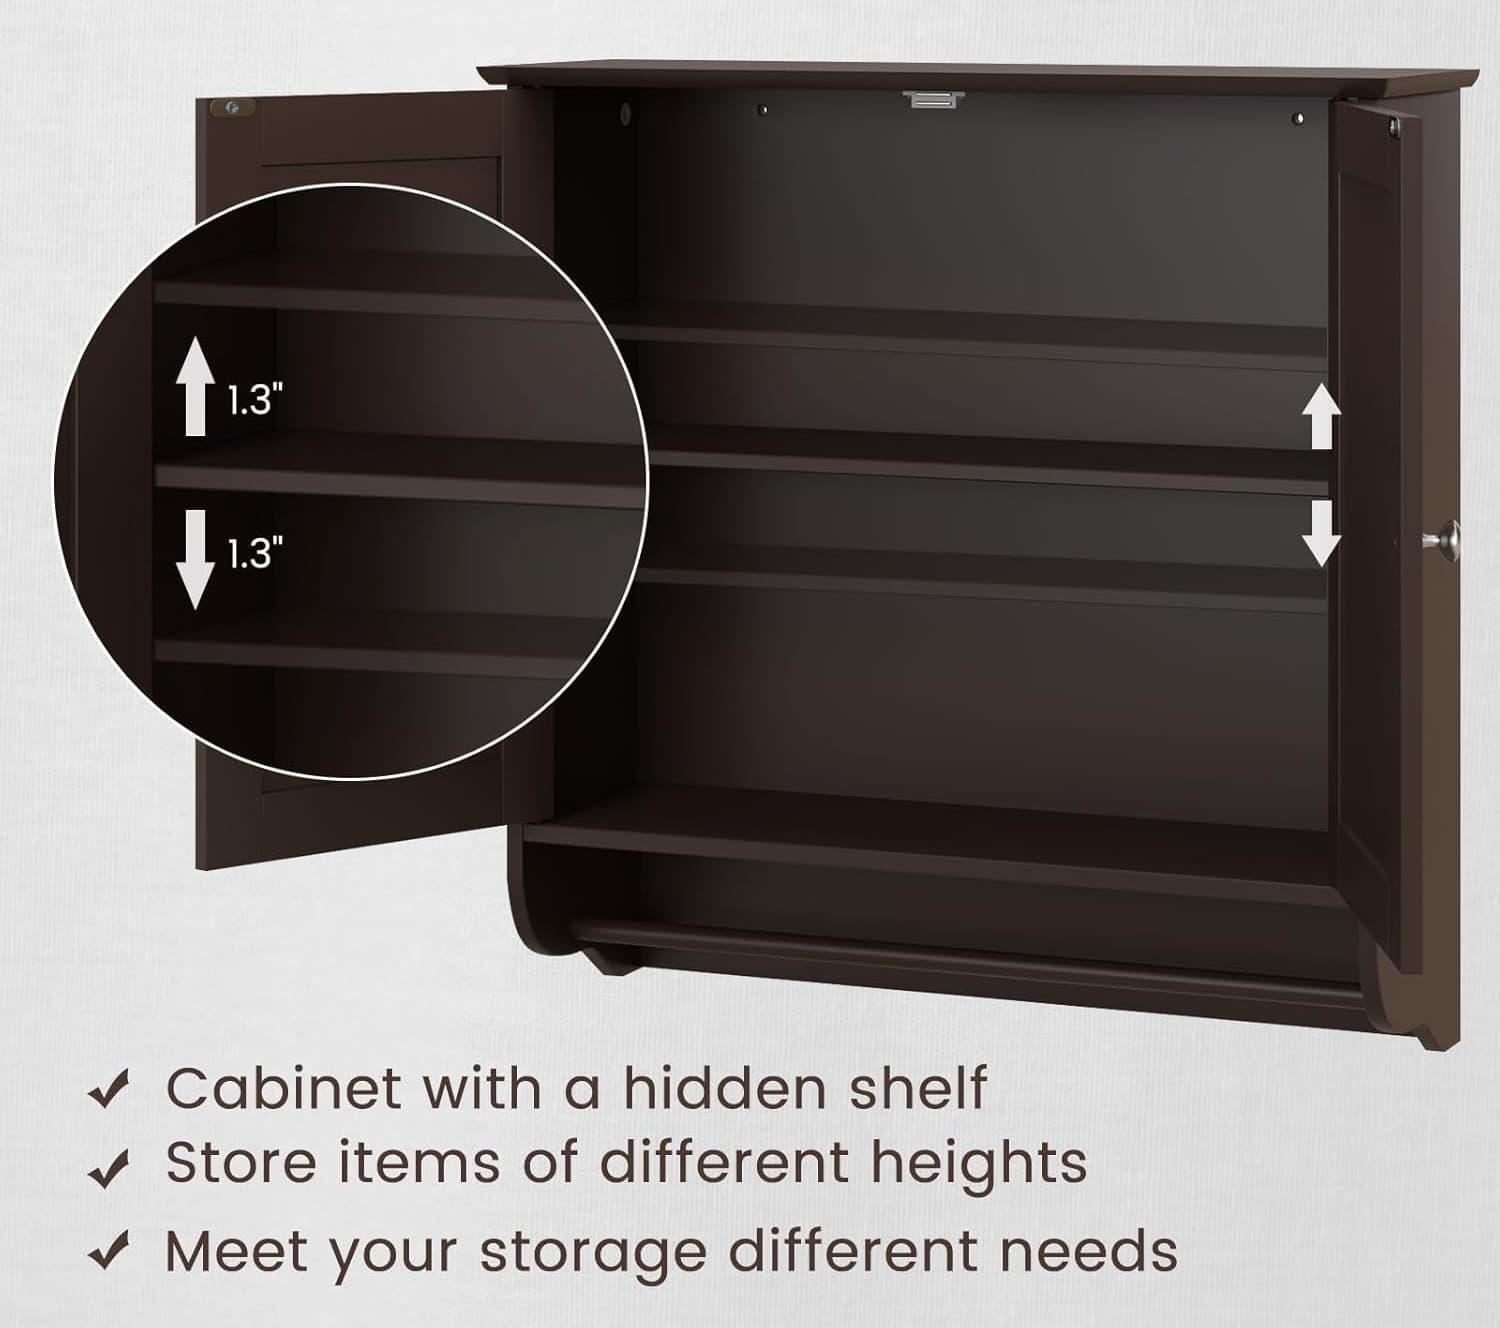 1.3"
1.3"
Cabinet with a hidden shelf
Store items of different heights
Meet your storage different needs